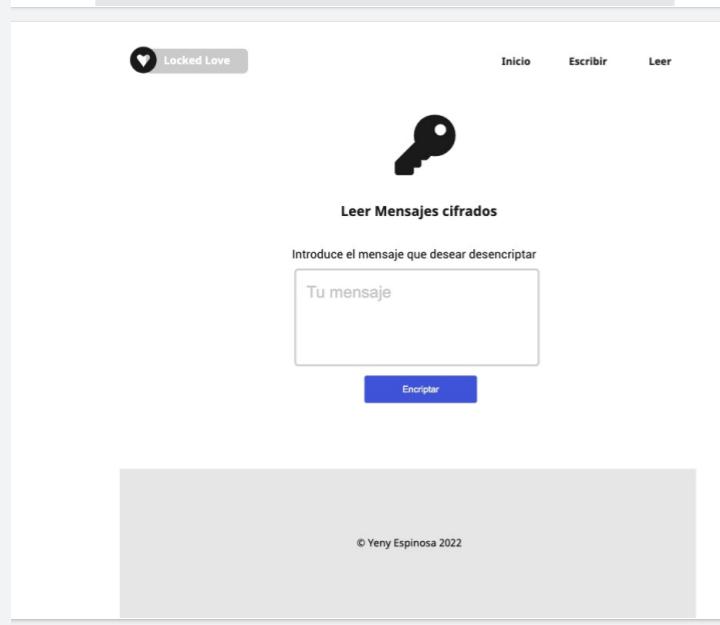 Locked Love
Inicio Escribir Leer
Leer Mensajes cifrados
Introduce el mensaje que desear desencriptar
Tu mensaje
Encriptar
© Yeny Espinosa 2022